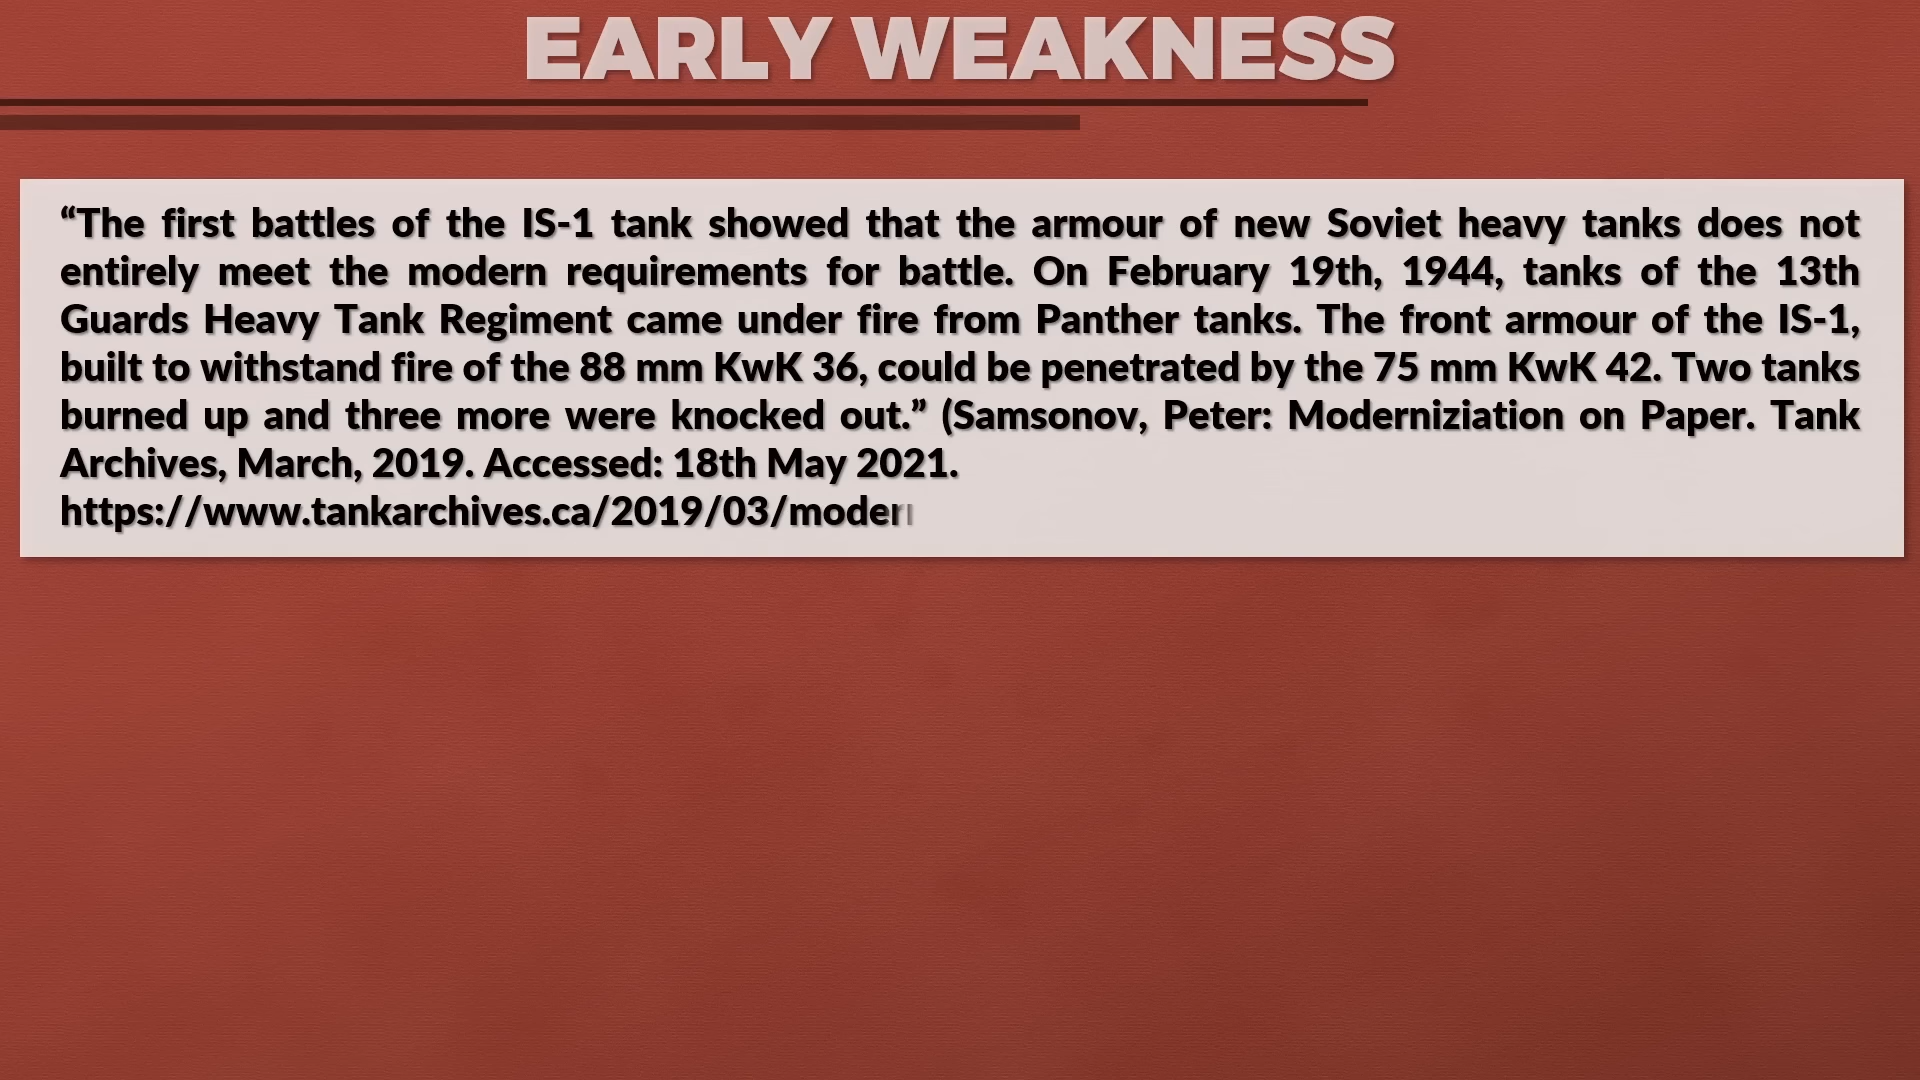 EARLY WEAKNESS
“The first battles of the IS-1 tank showed that the armour of new Soviet heavy tanks does not
entirely meet the modern requirements for battle. On February 19th, 1944, tanks of the 13th
Guards Heavy Tank Regiment came under fire from Panther tanks. The front armour of the IS-1,
built to withstand fire of the 88 mm KwK 36, could be penetrated by the 75 mm KwK 42. Two tanks
burned up and three more were knocked out.” (Samsonov, Peter: Moderniziation on Paper. Tank
Archives, March, 2019. Accessed: 18th May 2021.
https://www.tankarchives.ca/2019/03/moder